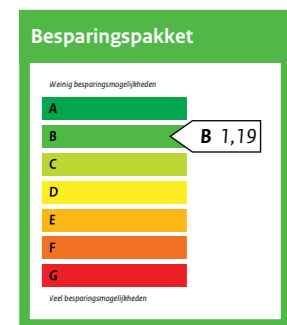 Besparingspakket
Weinig besparingsmogelijkheden
A
B
B 1,19
C
D
E
F
G
Veel besparingsmogelijkheden